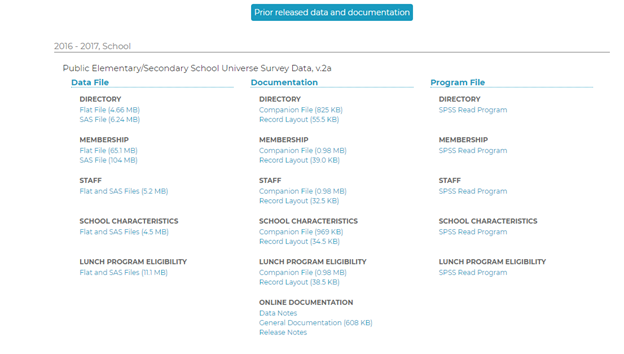 Prior released data and documentation
2016 - 2017, School
Public Elementary/Secondary School Universe Survey Data, v.2a
Data File
DIRECTORY
Flat File (4.66 MB)
SAS File (6.24 MB)
MEMBERSHIP
Flat File (65.1 MB)
SAS File (104 MB)
STAFF
Flat and SAS Files (5.2 MB)
SCHOOL CHARACTERISTICS
Flat and SAS Files (4.5 MB)
LUNCH PROGRAM ELIGIBILITY
Flat and SAS Files (11.1 MB)
Documentation
DIRECTORY
Companion File (825 KB)
Record Layout (55.5 KB)
MEMBERSHIP
Companion File (0.98 MB)
Record Layout (39.0 KB)
STAFF
Companion File (0.98 MB)
Record Layout (32.5 KB)
SCHOOL CHARACTERISTICS
Companion File (969 KB)
Record Layout (34.5 KB)
LUNCH PROGRAM ELIGIBILITY
Companion File (0.98 MB)
Record Layout (38.5 KB)
ONLINE DOCUMENTATION
Data Notes
General Documentation (608 KB)
Release Notes
Program File
DIRECTORY
SPSS Read Program
MEMBERSHIP
SPSS Read Program
STAFF
SPSS Read Program
SCHOOL CHARACTERISTICS
SPSS Read Program
LUNCH PROGRAM ELIGIBILITY
SPSS Read Program